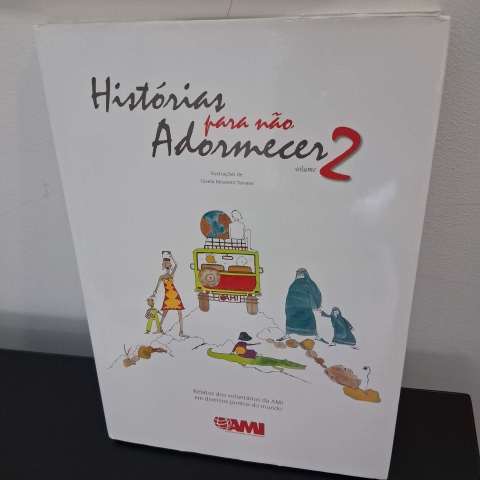 Histórias
para não
Adormecer 2
volume
Ilustrações de
Relatos dos voluntários da AMI
em diversos pontos do mundo
AMI
AMI